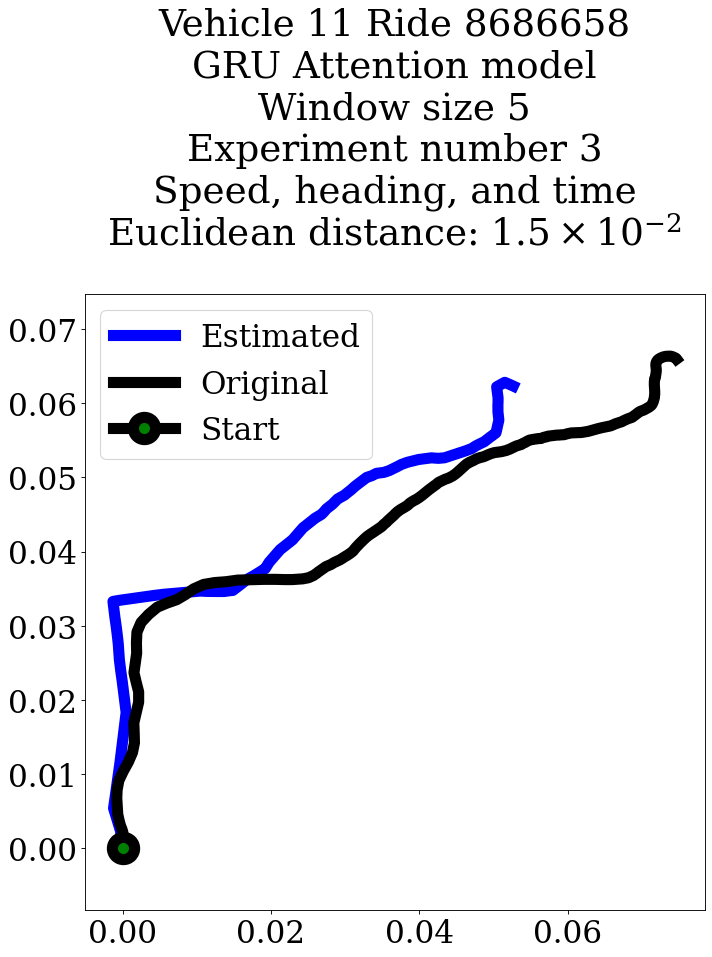 Vehicle 11 Ride 8686658
GRU Attention model
Window size 5
Experiment number 3
Speed, heading, and time
Euclidean distance: 1.5 × 10⁻²
Estimated
Original
Start
0.07
0.06
0.05
0.04
0.03
0.02
0.01
0.00
0.00 0.02 0.04 0.06